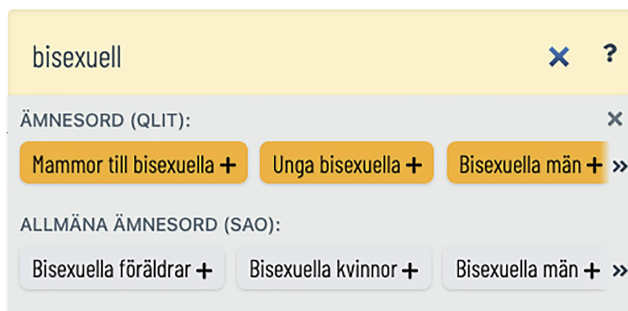 bisexuell ?
ÄMNESORD (QLIT):
Mammor till bisexuella + Unga bisexuella + Bisexuella män + »
ALLMÄNA ÄMNESORD (SAO):
Bisexuella föräldrar + Bisexuella kvinnor + Bisexuella män + »